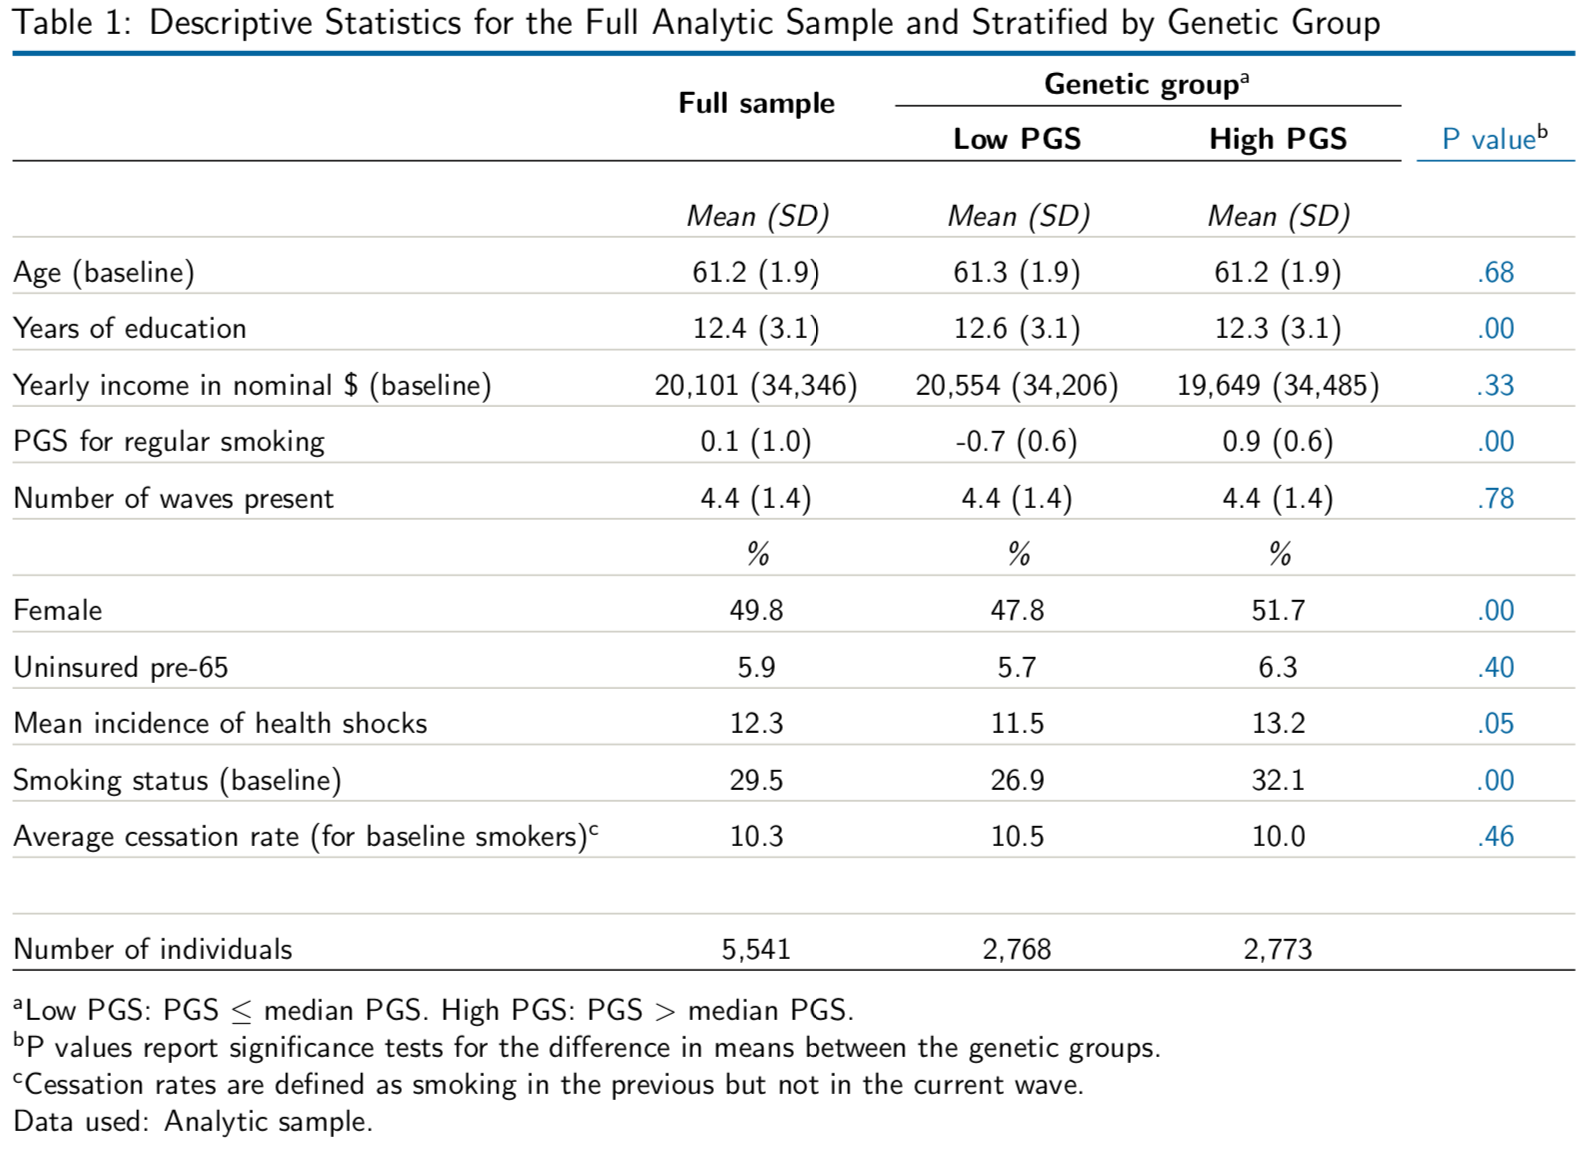 Table 1: Descriptive Statistics for the Full Analytic Sample and Stratified by Genetic Group
Full sample Genetic groupᵃ
Low PGS High PGS P valueᵇ
Mean (SD) Mean (SD) Mean (SD)
Age (baseline) 61.2 (1.9) 61.3 (1.9) 61.2 (1.9) .68
Years of education 12.4 (3.1) 12.6 (3.1) 12.3 (3.1) .00
Yearly income in nominal $ (baseline) 20,101 (34,346) 20,554 (34,206) 19,649 (34,485) .33
PGS for regular smoking 0.1 (1.0) -0.7 (0.6) 0.9 (0.6) .00
Number of waves present 4.4 (1.4) 4.4 (1.4) 4.4 (1.4) .78
% % %
Female 49.8 47.8 51.7 .00
Uninsured pre-65 5.9 5.7 6.3 .40
Mean incidence of health shocks 12.3 11.5 13.2 .05
Smoking status (baseline) 29.5 26.9 32.1 .00
Average cessation rate (for baseline smokers)ᶜ 10.3 10.5 10.0 .46
Number of individuals 5,541 2,768 2,773
ᵃLow PGS: PGS ≤ median PGS. High PGS: PGS > median PGS.
ᵇP values report significance tests for the difference in means between the genetic groups.
ᶜCessation rates are defined as smoking in the previous but not in the current wave.
Data used: Analytic sample.